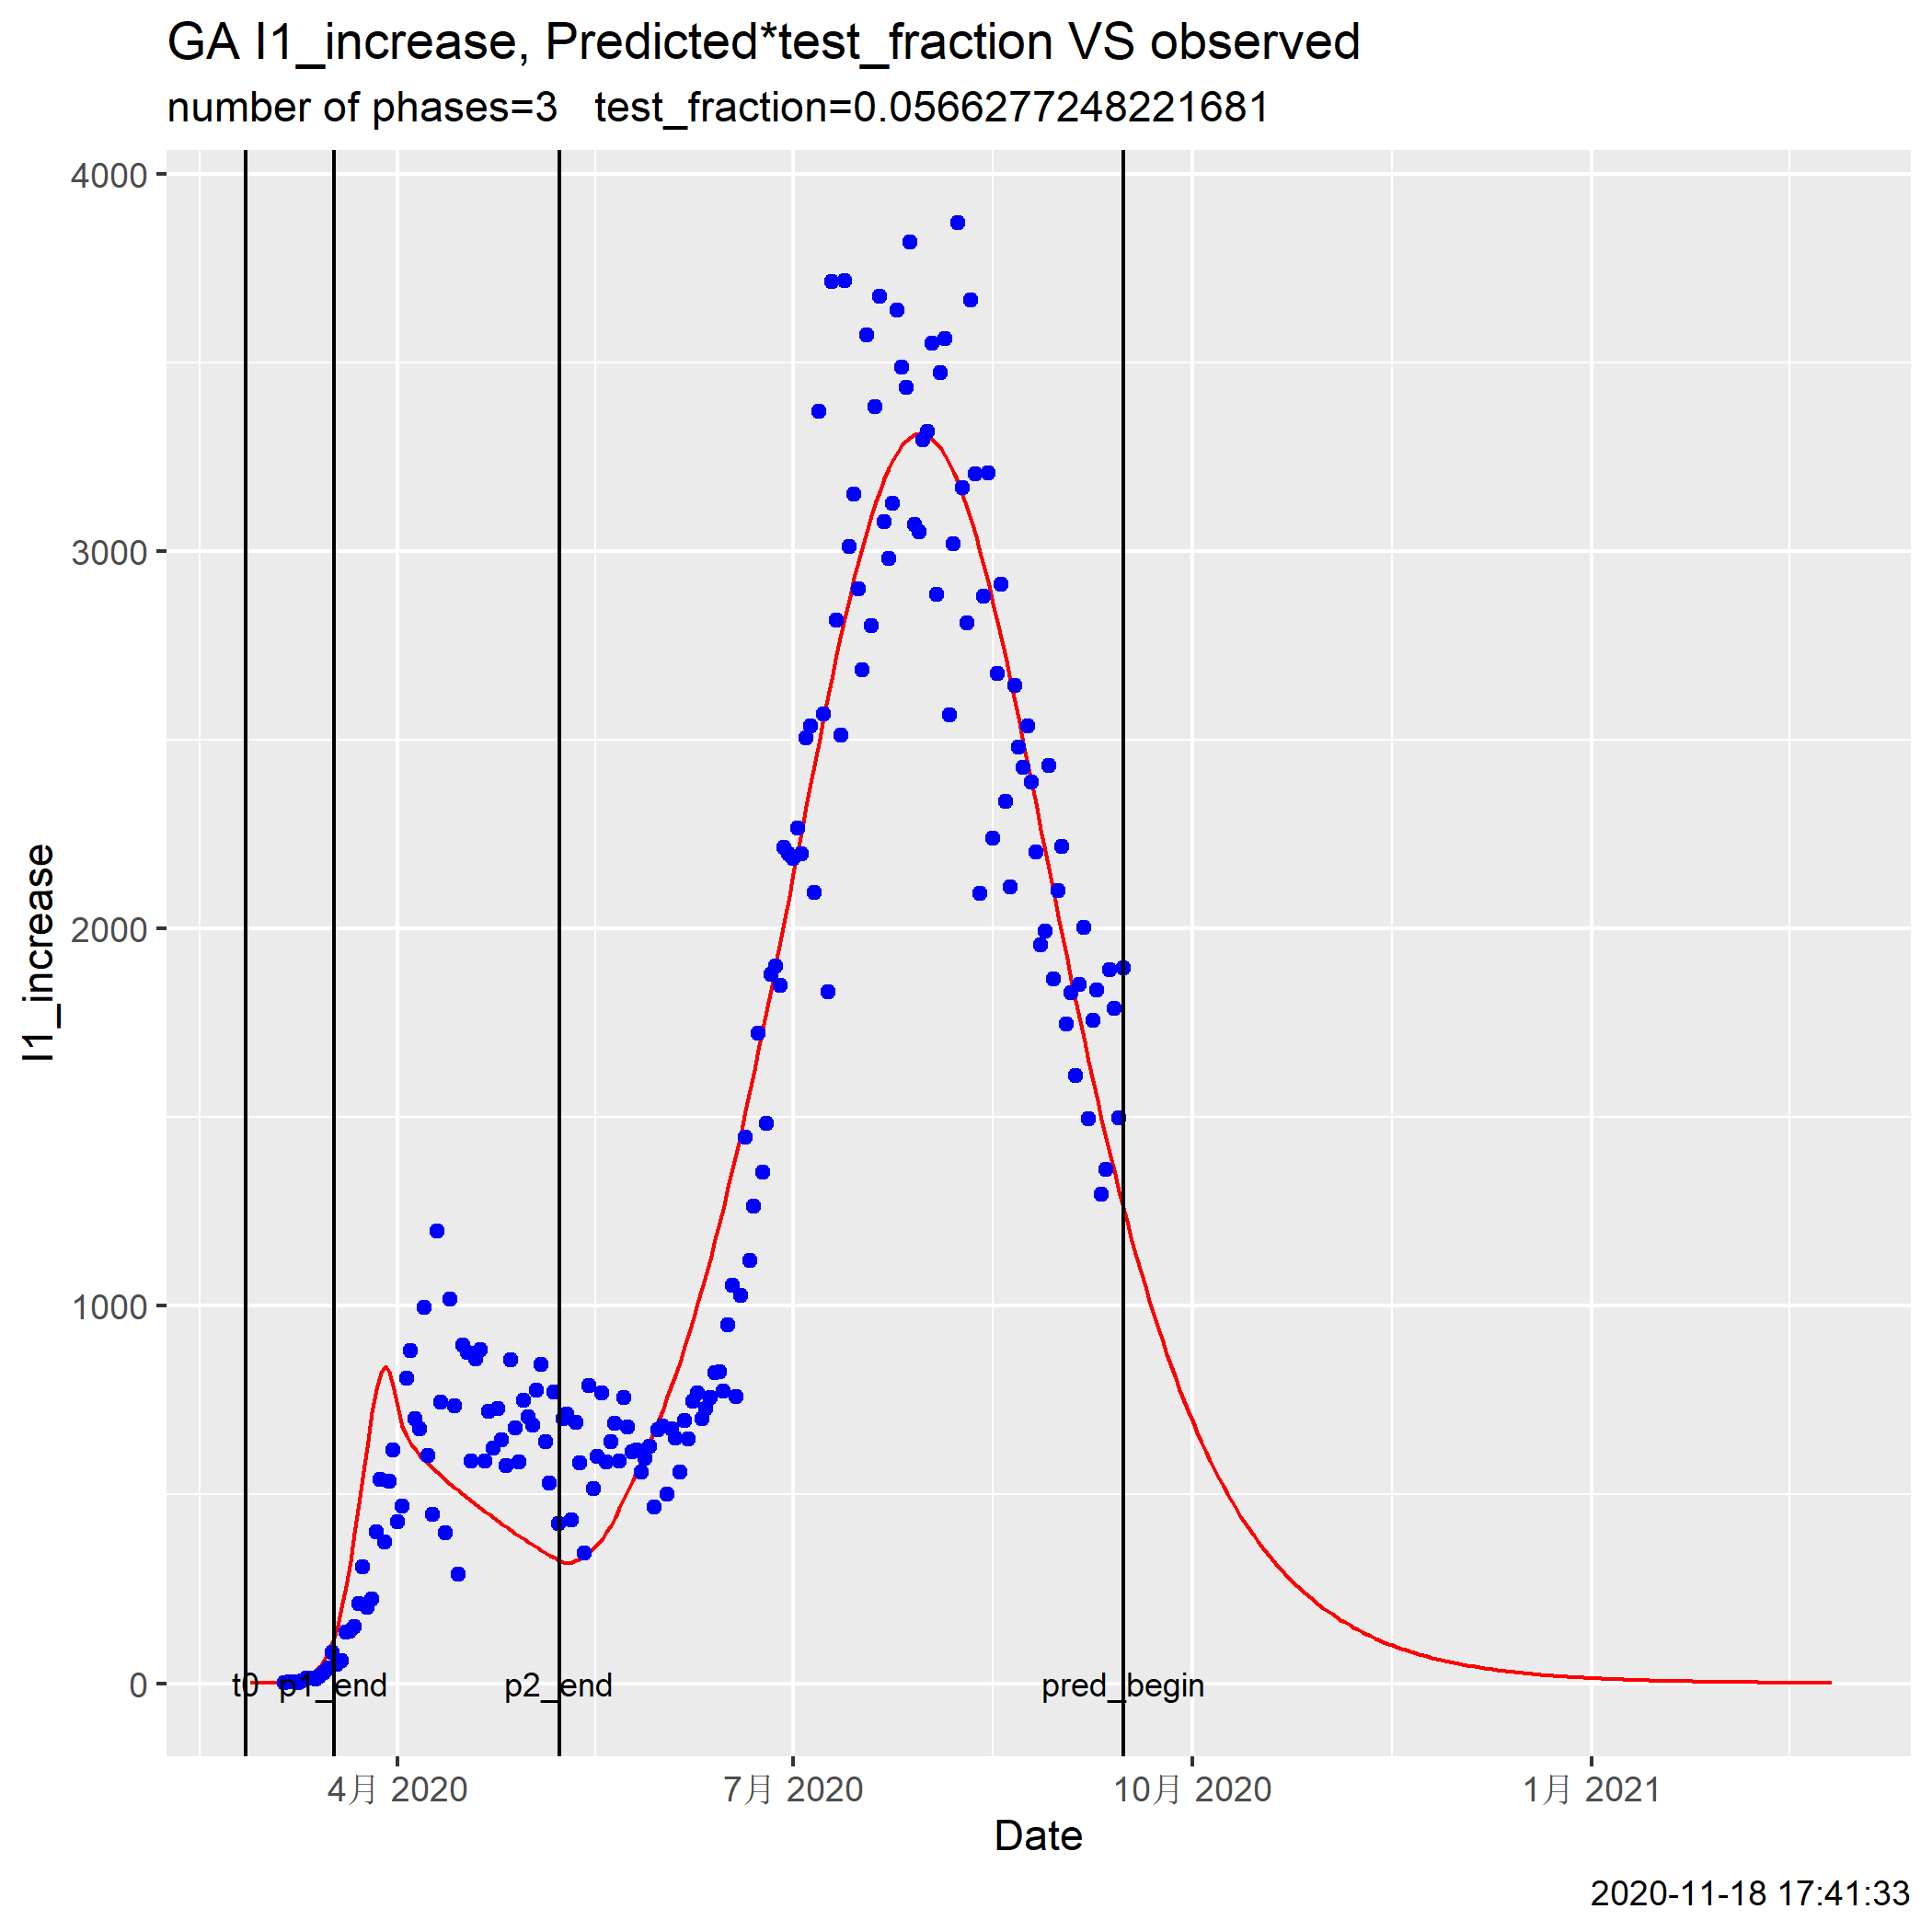 GA I1_increase, Predicted*test_fraction VS observed
number of phases=3   test_fraction=0.0566277248221681
4000
3000
2000
1000
0
I1_increase
t0
p1_end
p2_end
pred_begin
4月 2020
7月 2020
10月 2020
1月 2021
Date
2020-11-18 17:41:33